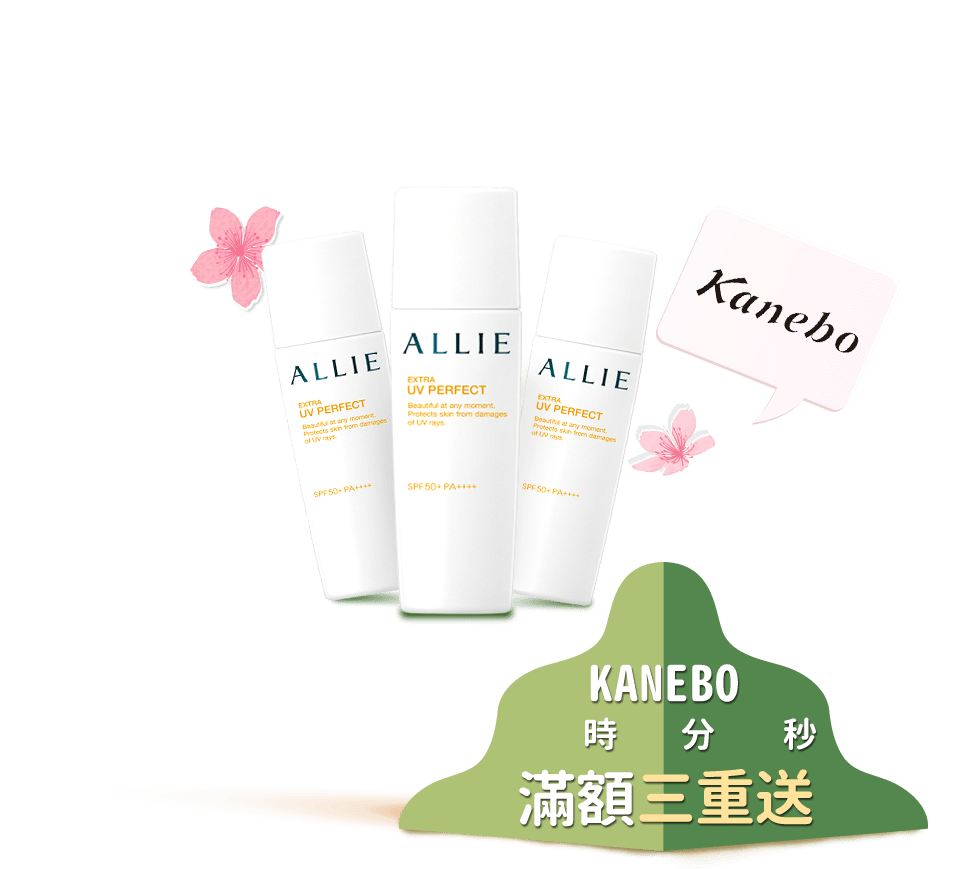 ALLIE
EXTRA
UV PERFECT
Beautiful at any moment.
Protects skin from damages
of UV rays.
SPF50+ PA++++
ALLIE
EXTRA
UV PERFECT
Beautiful at any moment.
Protects skin from damages
of UV rays.
SPF50+ PA++++
ALLIE
EXTRA
UV PERFECT
Beautiful at any moment.
Protects skin from damages
of UV rays.
SPF50+ PA++++
Kanebo
KANEBO
時 分 秒
滿額三重送